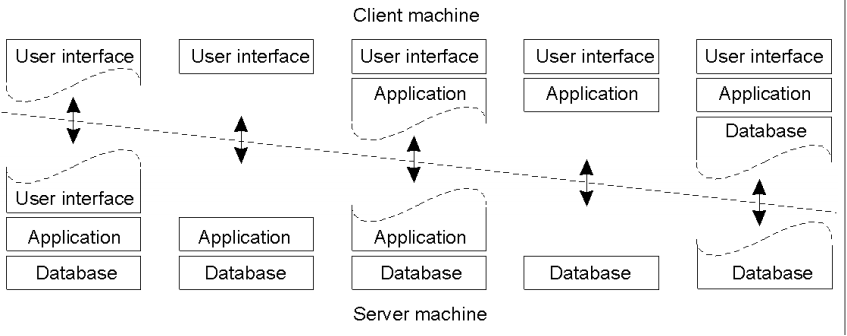 Client machine
User interface User interface User interface User interface User interface
Application Application Application
Database
User interface
Application Application Application
Database Database Database Database Database
Server machine